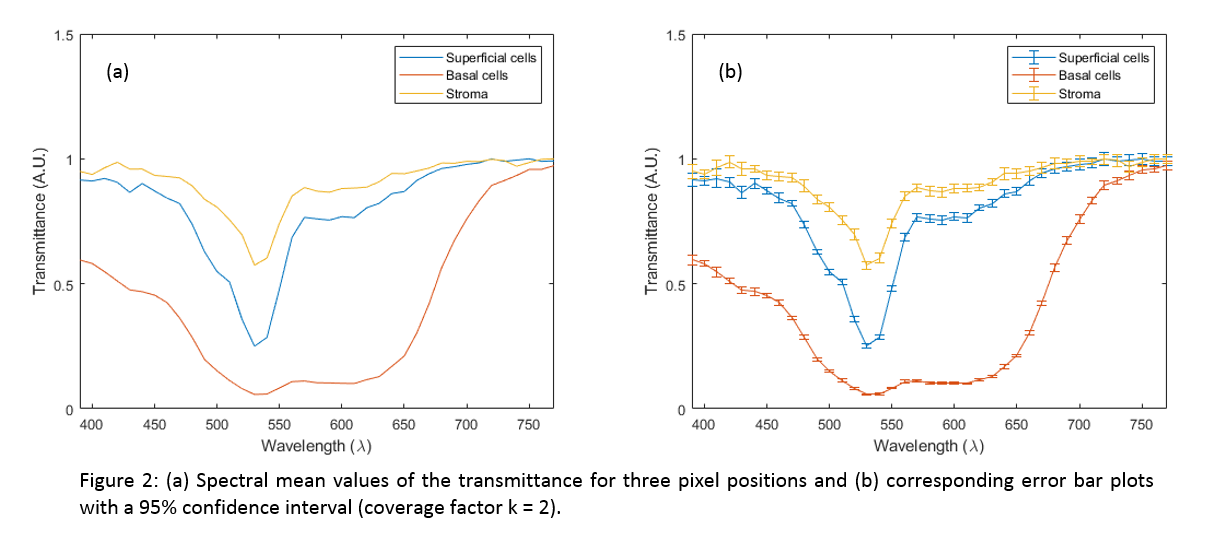 1.5
(a)
Superficial cells
Basal cells
Stroma
1
Transmittance (A.U.)
0.5
0
400 450 500 550 600 650 700 750
Wavelength (λ)
1.5
(b)
Superficial cells
Basal cells
Stroma
1
Transmittance (A.U.)
0.5
0
400 450 500 550 600 650 700 750
Wavelength (λ)
Figure 2: (a) Spectral mean values of the transmittance for three pixel positions and (b) corresponding error bar plots
with a 95% confidence interval (coverage factor k = 2).